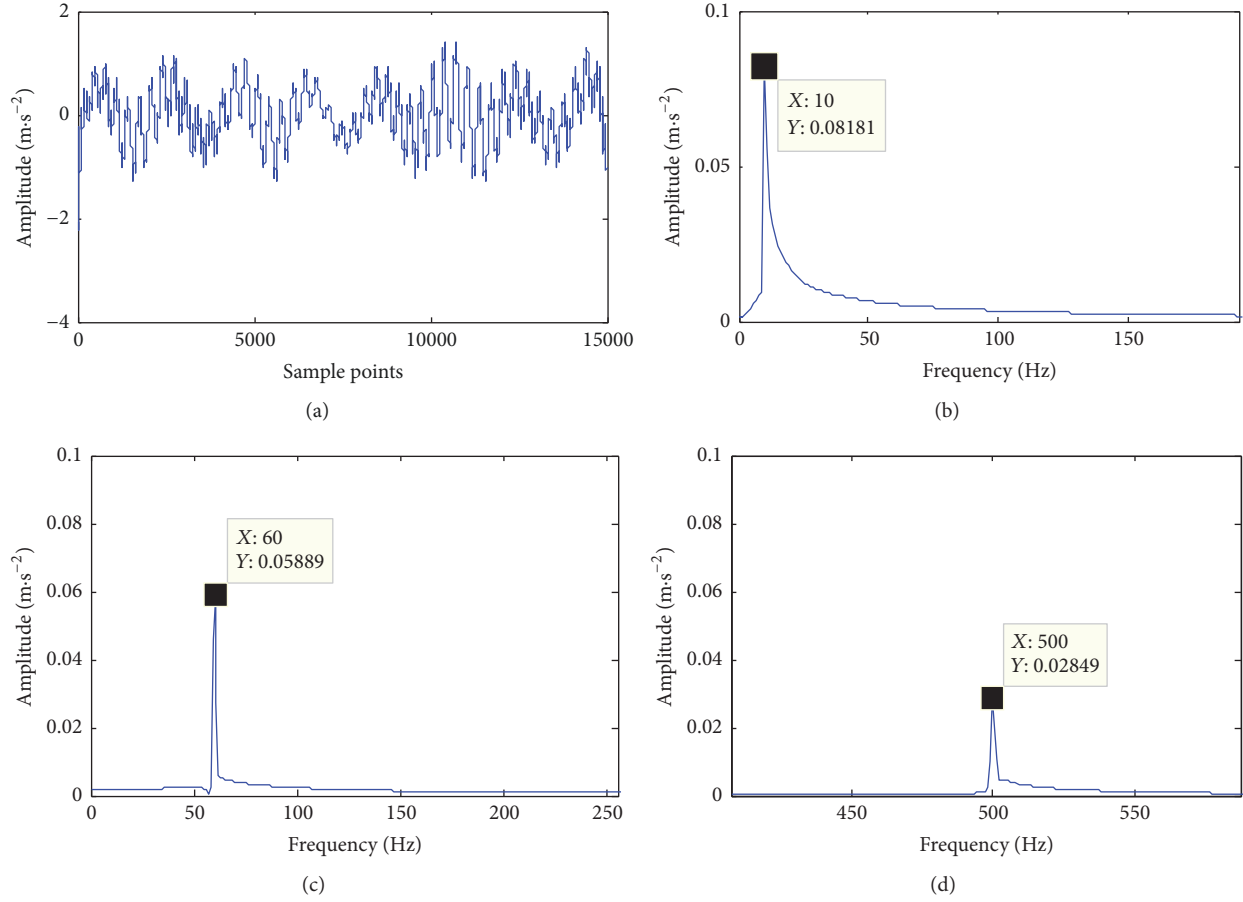 2
0
−2
−4
Amplitude (m·s⁻²)
0
5000
10000
15000
Sample points
(a)
0.1
0.05
0
Amplitude (m·s⁻²)
X: 10
Y: 0.08181
0
50
100
150
Frequency (Hz)
(b)
0.1
0.08
0.06
0.04
0.02
0
Amplitude (m·s⁻²)
X: 60
Y: 0.05889
0
50
100
150
200
250
Frequency (Hz)
(c)
0.1
0.08
0.06
0.04
0.02
0
Amplitude (m·s⁻²)
X: 500
Y: 0.02849
450
500
550
Frequency (Hz)
(d)